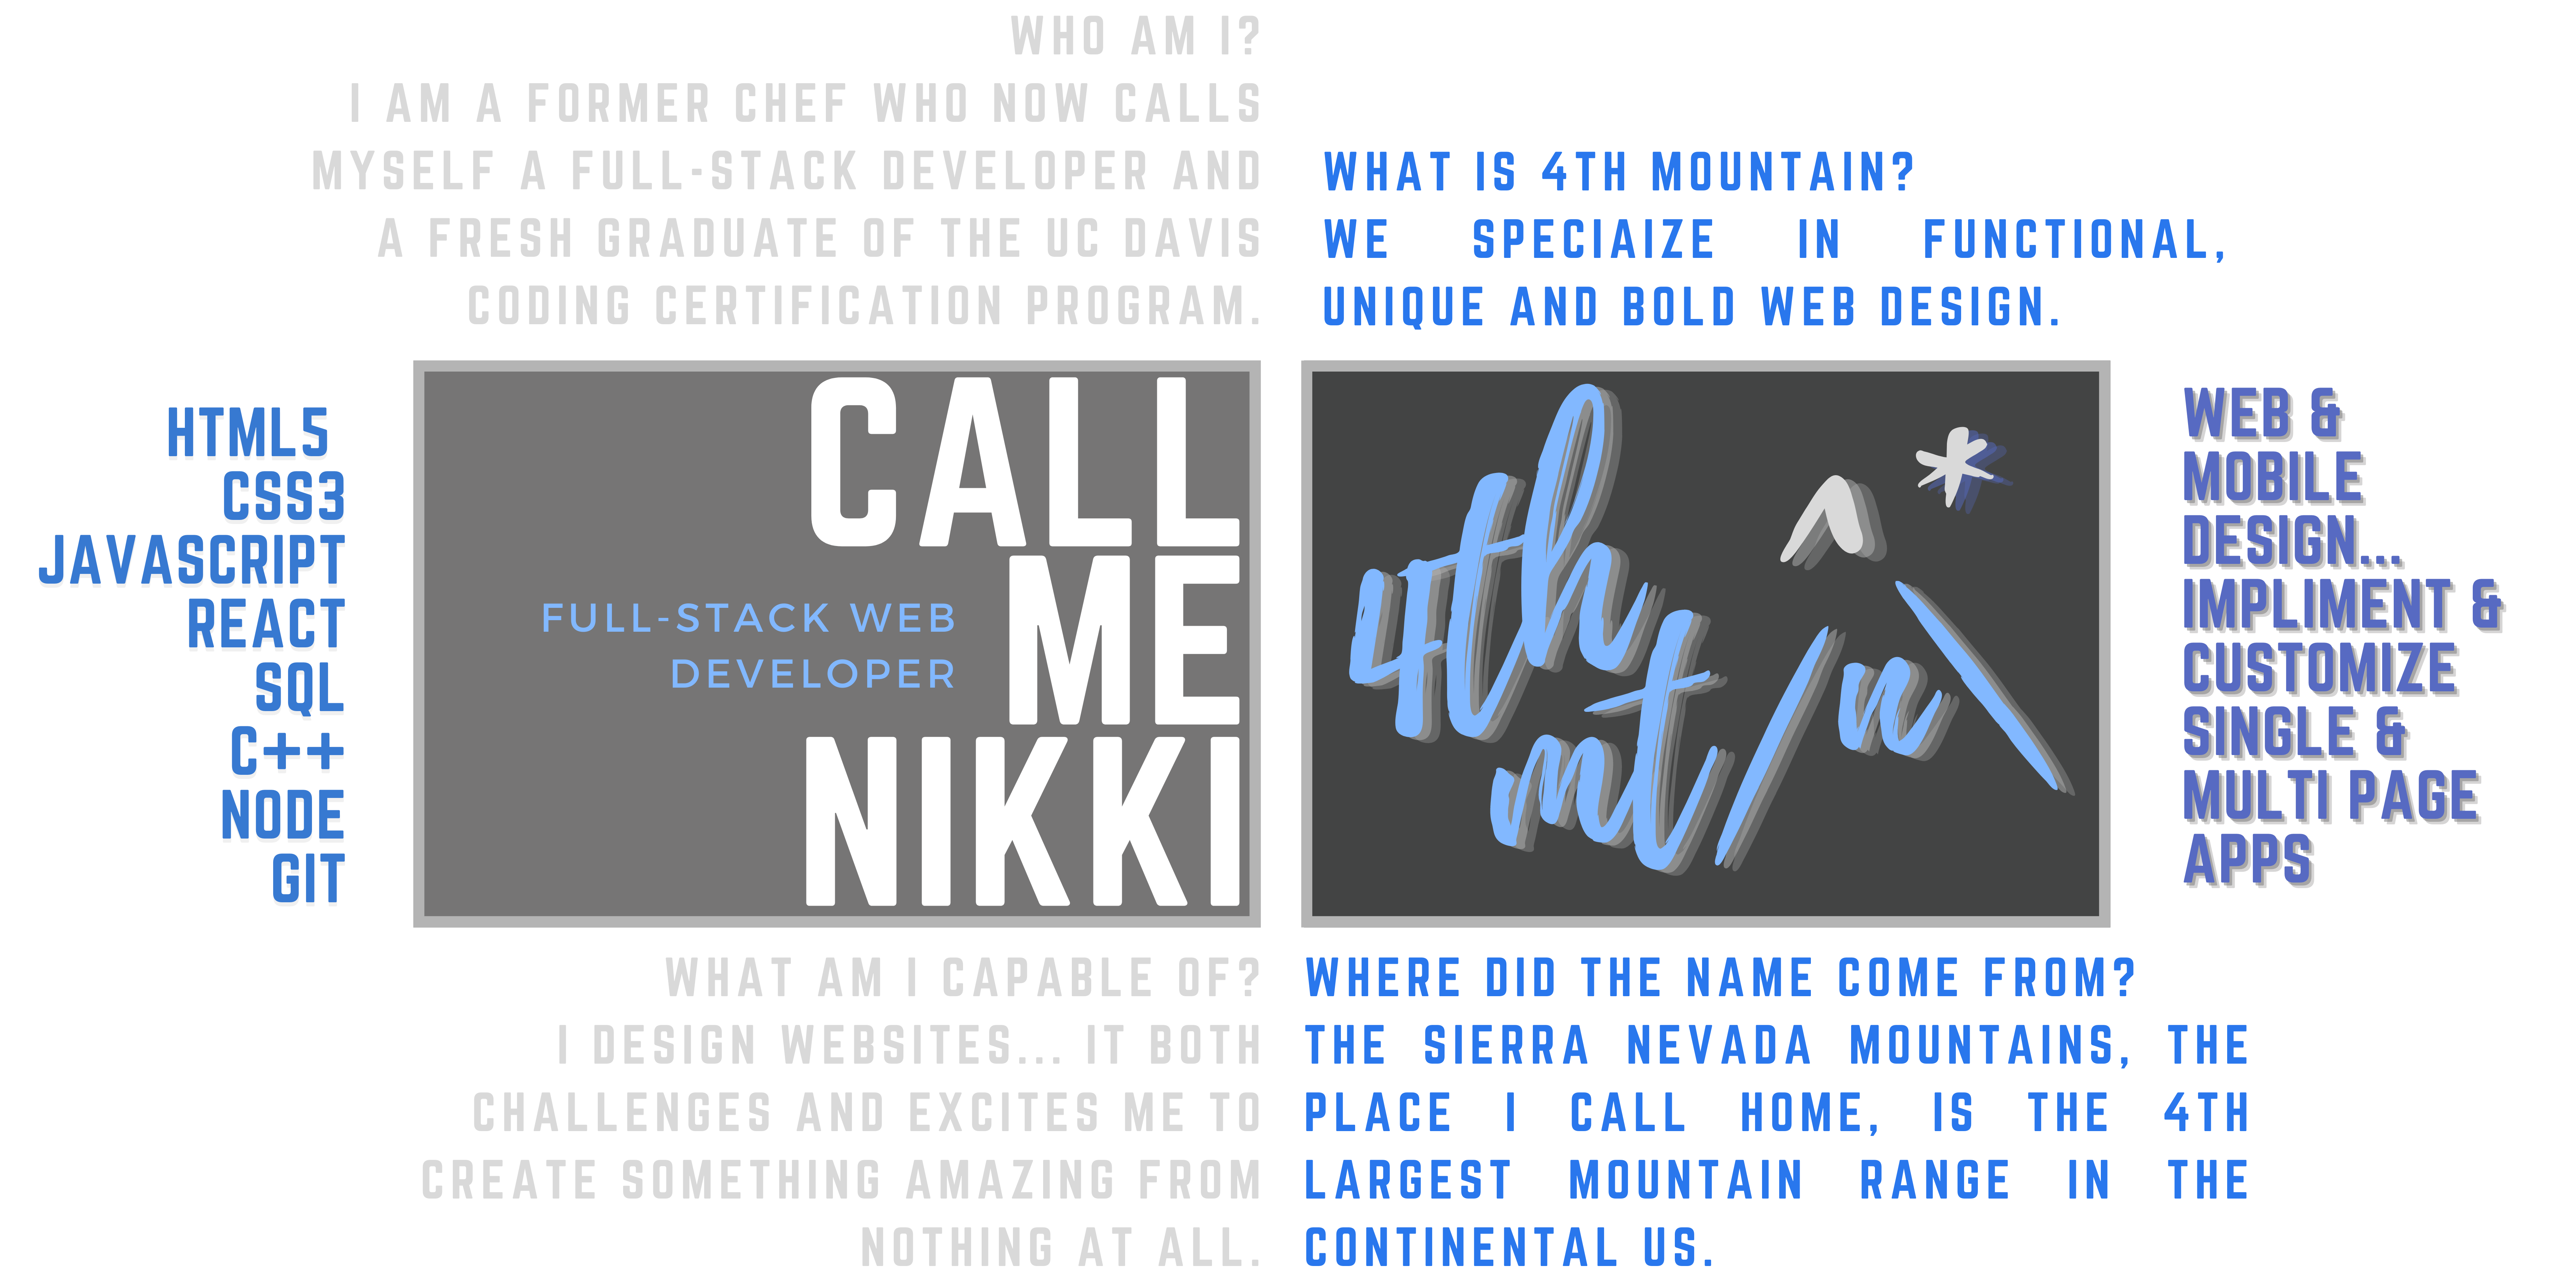 WHO AM I?
I AM A FORMER CHEF WHO NOW CALLS
MYSELF A FULL-STACK DEVELOPER AND
A FRESH GRADUATE OF THE UC DAVIS
CODING CERTIFICATION PROGRAM.
WHAT IS 4TH MOUNTAIN?
WE SPECIAIZE IN FUNCTIONAL,
UNIQUE AND BOLD WEB DESIGN.
HTML5
CSS3
JAVASCRIPT
REACT
SQL
C++
NODE
GIT
CALL
ME
NIKKI
FULL-STACK WEB
DEVELOPER
4th
^*
mt/n\
WEB &
MOBILE
DESIGN...
IMPLIMENT &
CUSTOMIZE
SINGLE &
MULTI PAGE
APPS
WHAT AM I CAPABLE OF?
I DESIGN WEBSITES... IT BOTH
CHALLENGES AND EXCITES ME TO
CREATE SOMETHING AMAZING FROM
NOTHING AT ALL.
WHERE DID THE NAME COME FROM?
THE SIERRA NEVADA MOUNTAINS, THE
PLACE I CALL HOME, IS THE 4TH
LARGEST MOUNTAIN RANGE IN THE
CONTINENTAL US.